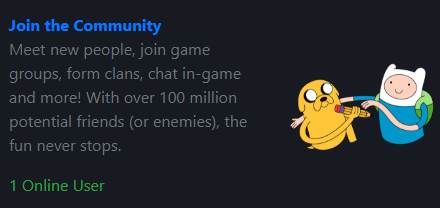 Join the Community
Meet new people, join game
groups, form clans, chat in-game
and more! With over 100 million
potential friends (or enemies), the
fun never stops.
1 Online User